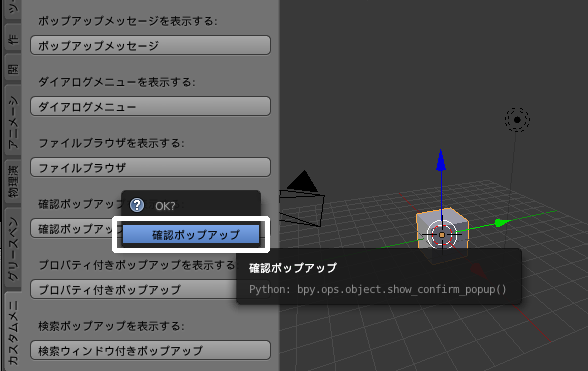 ツ
作
関
アニメーシ
物理演
グリースペン
カスタムメニ
ポップアップメッセージを表示する:
ポップアップメッセージ
ダイアログメニューを表示する:
ダイアログメニュー
ファイルブラウザを表示する:
ファイルブラウザ
確認ポップアッ
OK?
確認ポップアッ
確認ポップアップ
プロパティ付きポップアップを表示する
確認ポップアップ
プロパティ付きポップアップ
Python: bpy.ops.object.show_confirm_popup()
検索ポップアップを表示する:
検索ウィンドウ付きポップアップ